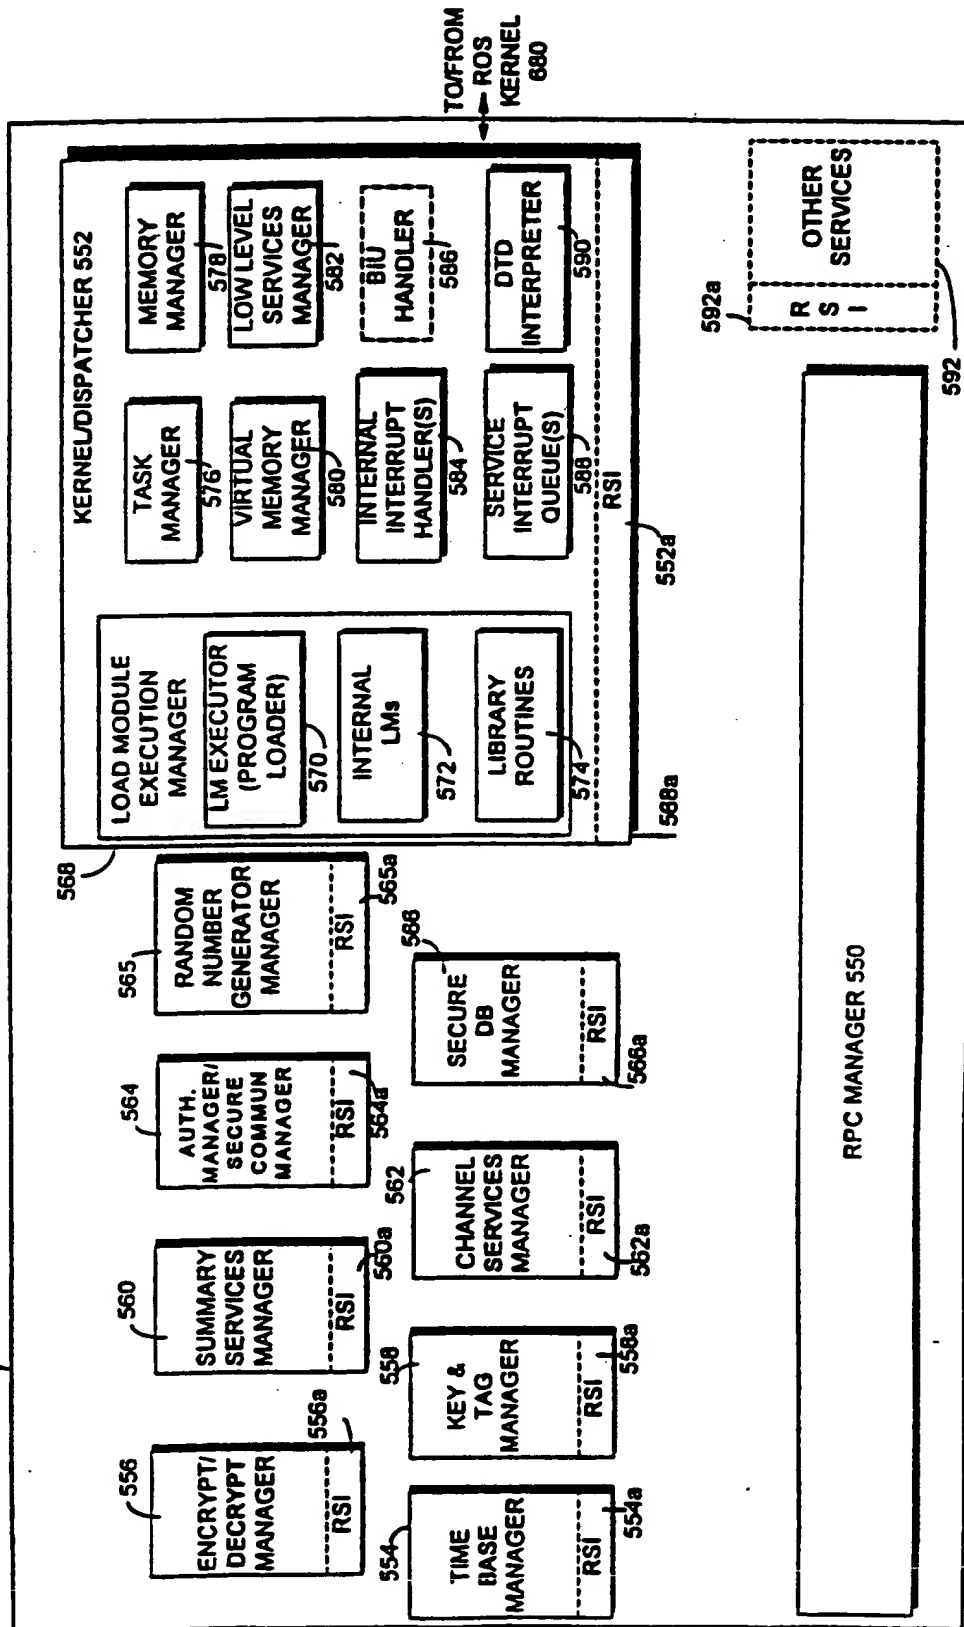 KERNEL/DISPATCHER 552
LOAD MODULE
EXECUTION
MANAGER
LM EXECUTOR
(PROGRAM
LOADER)
570
INTERNAL
LMs
572
LIBRARY
ROUTINES
574
568
568a
TASK
MANAGER
576
MEMORY
MANAGER
578
VIRTUAL
MEMORY
MANAGER
580
LOW LEVEL
SERVICES
MANAGER
582
INTERNAL
INTERRUPT
HANDLER(S)
584
BIU
HANDLER
586
SERVICE
INTERRUPT
QUEUE(S)
588
DTD
INTERPRETER
590
RSI
552a
TO/FROM
ROS
KERNEL
680
556
ENCRYPT/
DECRYPT
MANAGER
RSI
556a
560
SUMMARY
SERVICES
MANAGER
RSI
560a
564
AUTH.
MANAGER/
SECURE
COMMUN
MANAGER
RSI
564a
565
RANDOM
NUMBER
GENERATOR
MANAGER
RSI
565a
554
TIME
BASE
MANAGER
RSI
554a
558
KEY &
TAG
MANAGER
RSI
558a
562
CHANNEL
SERVICES
MANAGER
RSI
562a
566
SECURE
DB
MANAGER
RSI
566a
592a
R
S
I
OTHER
SERVICES
592
RPC MANAGER 550